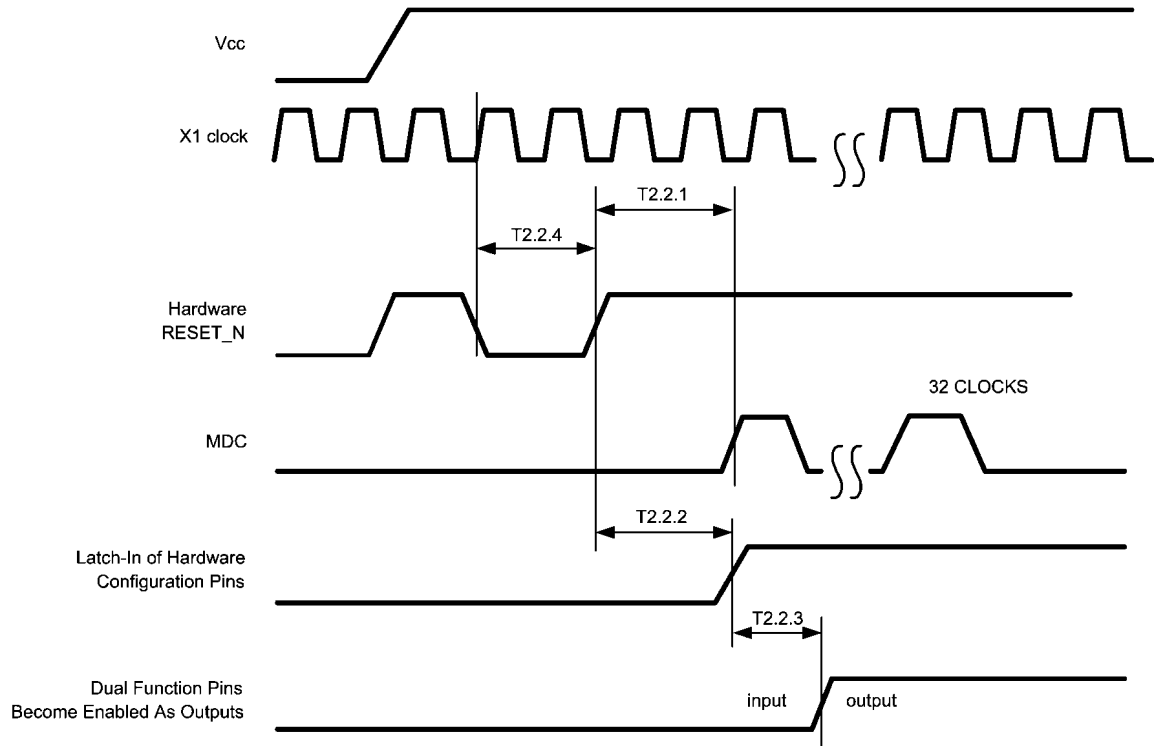 Vcc
X1 clock
T2.2.1
T2.2.4
Hardware
RESET_N
32 CLOCKS
MDC
T2.2.2
Latch-In of Hardware
Configuration Pins
T2.2.3
Dual Function Pins
Become Enabled As Outputs
input
output